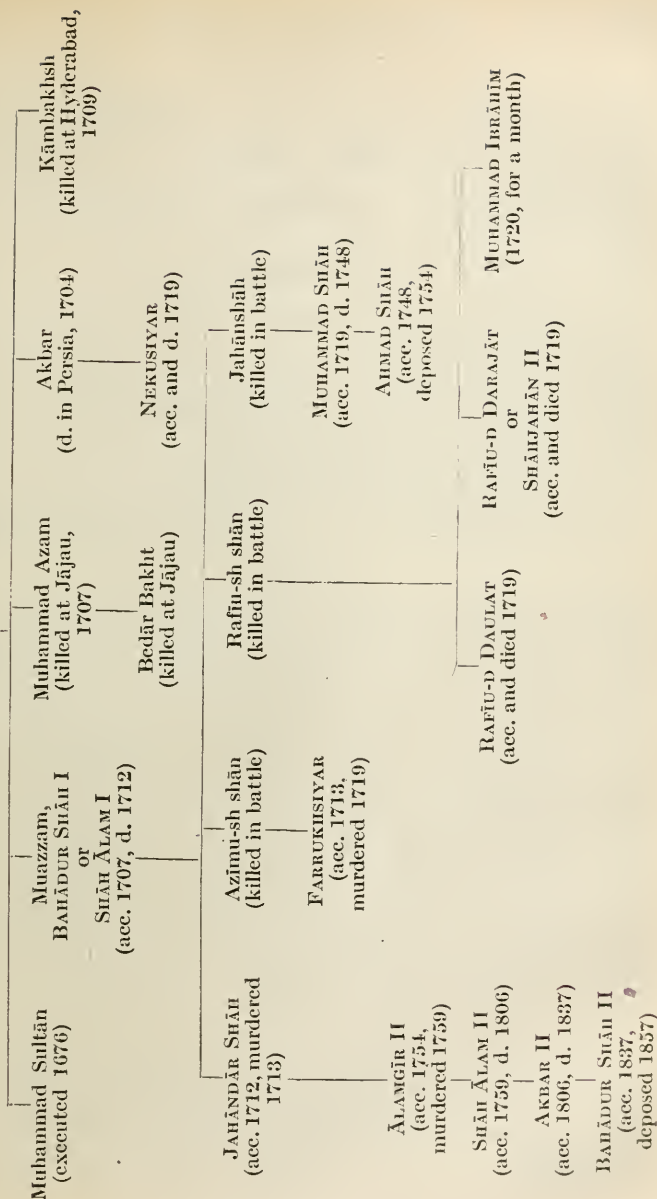 Muhammad Sultān
(executed 1676)
Muazzam,
BAHĀDUR SHĀH I
or
SHĀH ĀLAM I
(acc. 1707, d. 1712)
Muhammad Azam
(killed at Jājau,
1707)
Akbar
(d. in Persia, 1704)
Kāmbakhsh
(killed at Hyderabad,
1709)
Bedār Bakht
(killed at Jājau)
NEKUSIYAR
(acc. and d. 1719)
JAHĀNDĀR SHĀH
(acc. 1712, murdered
1713)
Azīmu-sh shān
(killed in battle)
Rafīu-sh shān
(killed in battle)
Jahānshāh
(killed in battle)
FARRUKHSIYAR
(acc. 1713,
murdered 1719)
MUHAMMAD SHĀH
(acc. 1719, d. 1748)
AHMAD SHĀH
(acc. 1748,
deposed 1754)
ĀLAMGĪR II
(acc. 1754,
murdered 1759)
SHĀH ĀLAM II
(acc. 1759, d. 1806)
AKBAR II
(acc. 1806, d. 1837)
BAHĀDUR SHĀH II
(acc. 1837,
deposed 1857)
RAFĪU-D DAULAT
(acc. and died 1719)
RAFĪU-D DARAJĀT
or
SHĀHJAHĀN II
(acc. and died 1719)
MUHAMMAD IBRĀHĪM
(1720, for a month)